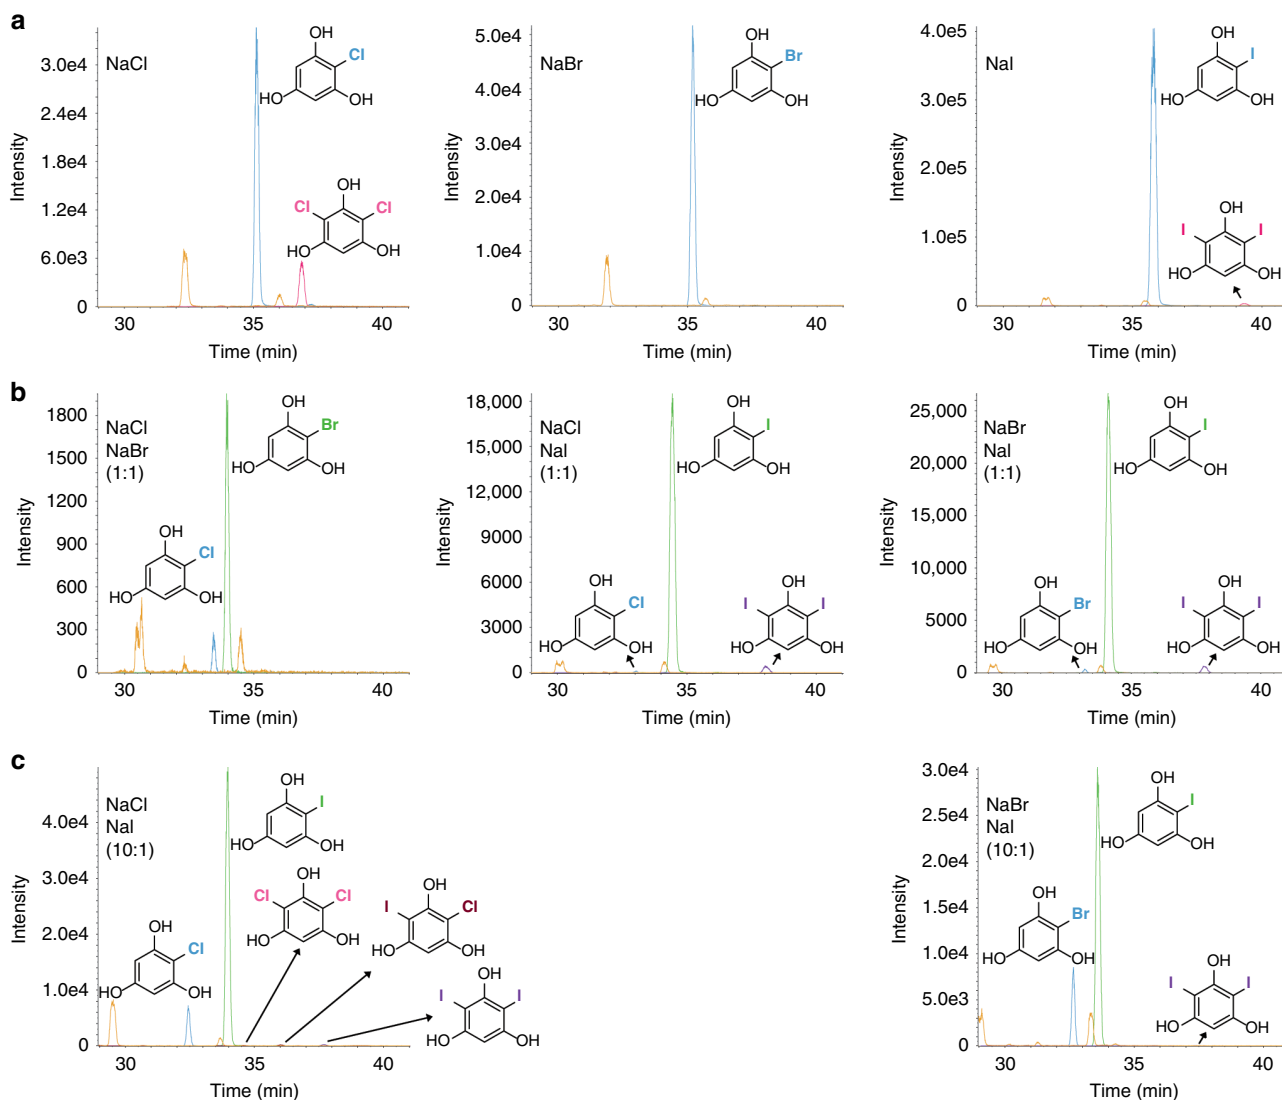 a
NaCl
Intensity
3.0e4
2.4e4
1.8e4
1.2e4
6.0e3
0
30
35
40
Time (min)
OH
Cl
HO
OH
OH
Cl
Cl
HO
OH
NaBr
Intensity
5.0e4
4.0e4
3.0e4
2.0e4
1.0e4
0
30
35
40
Time (min)
OH
Br
HO
OH
NaI
Intensity
4.0e5
3.0e5
2.0e5
1.0e5
0
30
35
40
Time (min)
OH
I
HO
OH
OH
I
I
HO
OH
b
NaCl
NaBr
(1:1)
Intensity
1800
1500
1200
900
600
300
0
30
35
40
Time (min)
OH
Br
HO
OH
OH
Cl
HO
OH
NaCl
NaI
(1:1)
Intensity
18,000
15,000
12,000
9000
6000
3000
0
30
35
40
Time (min)
OH
I
HO
OH
OH
Cl
HO
OH
OH
I
I
HO
OH
NaBr
NaI
(1:1)
Intensity
25,000
20,000
15,000
10,000
5000
0
30
35
40
Time (min)
OH
I
HO
OH
OH
Br
HO
OH
OH
I
I
HO
OH
c
NaCl
NaI
(10:1)
Intensity
4.0e4
3.0e4
2.0e4
1.0e4
0
30
35
40
Time (min)
OH
I
HO
OH
OH
Cl
HO
OH
OH
Cl
Cl
HO
OH
OH
I
Cl
HO
OH
OH
I
I
HO
OH
NaBr
NaI
(10:1)
Intensity
3.0e4
2.5e4
2.0e4
1.5e4
1.0e4
5.0e3
0
30
35
40
Time (min)
OH
I
HO
OH
OH
Br
HO
OH
OH
I
I
HO
OH